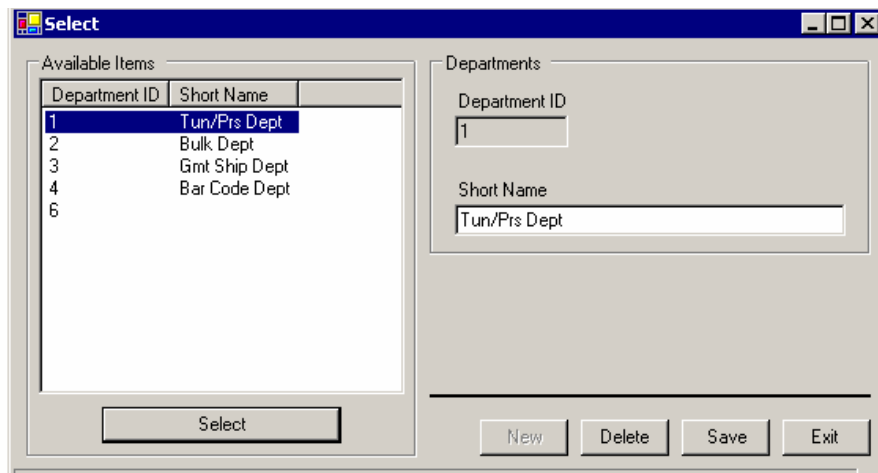 Select
Available Items
Department ID Short Name
1 Tun/Prs Dept
2 Bulk Dept
3 Gmt Ship Dept
4 Bar Code Dept
6
Select
Departments
Department ID
1
Short Name
Tun/Prs Dept
New Delete Save Exit